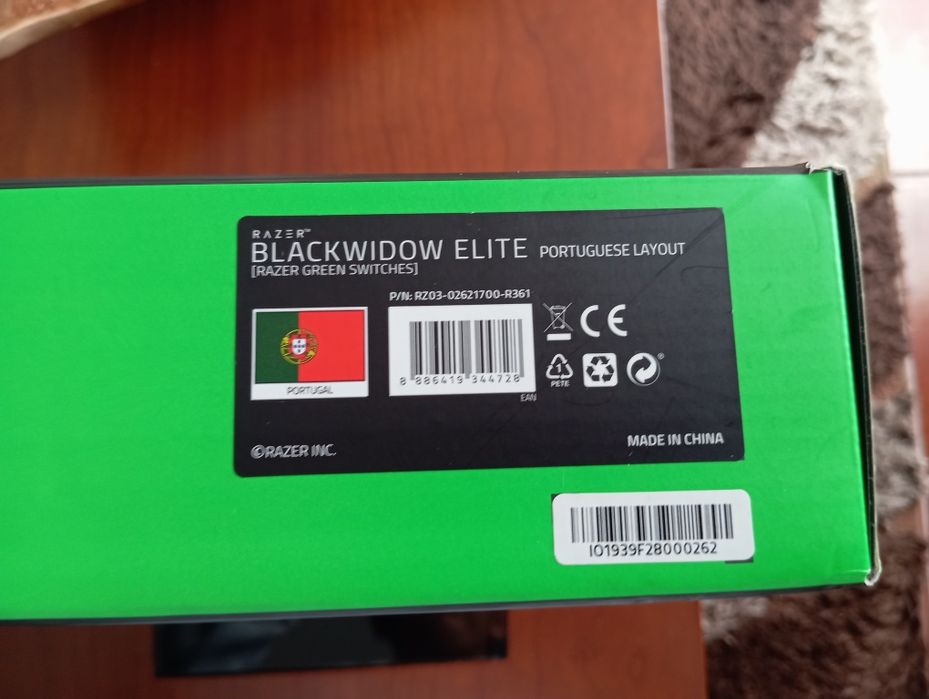 RAZER™
BLACKWIDOW ELITE PORTUGUESE LAYOUT
[RAZER GREEN SWITCHES]
P/N: RZ03-02621700-R361
8 886419 344728
EAN
PORTUGAL
CE
1
PETE
®
©RAZER INC.
MADE IN CHINA
IO1939F28000262